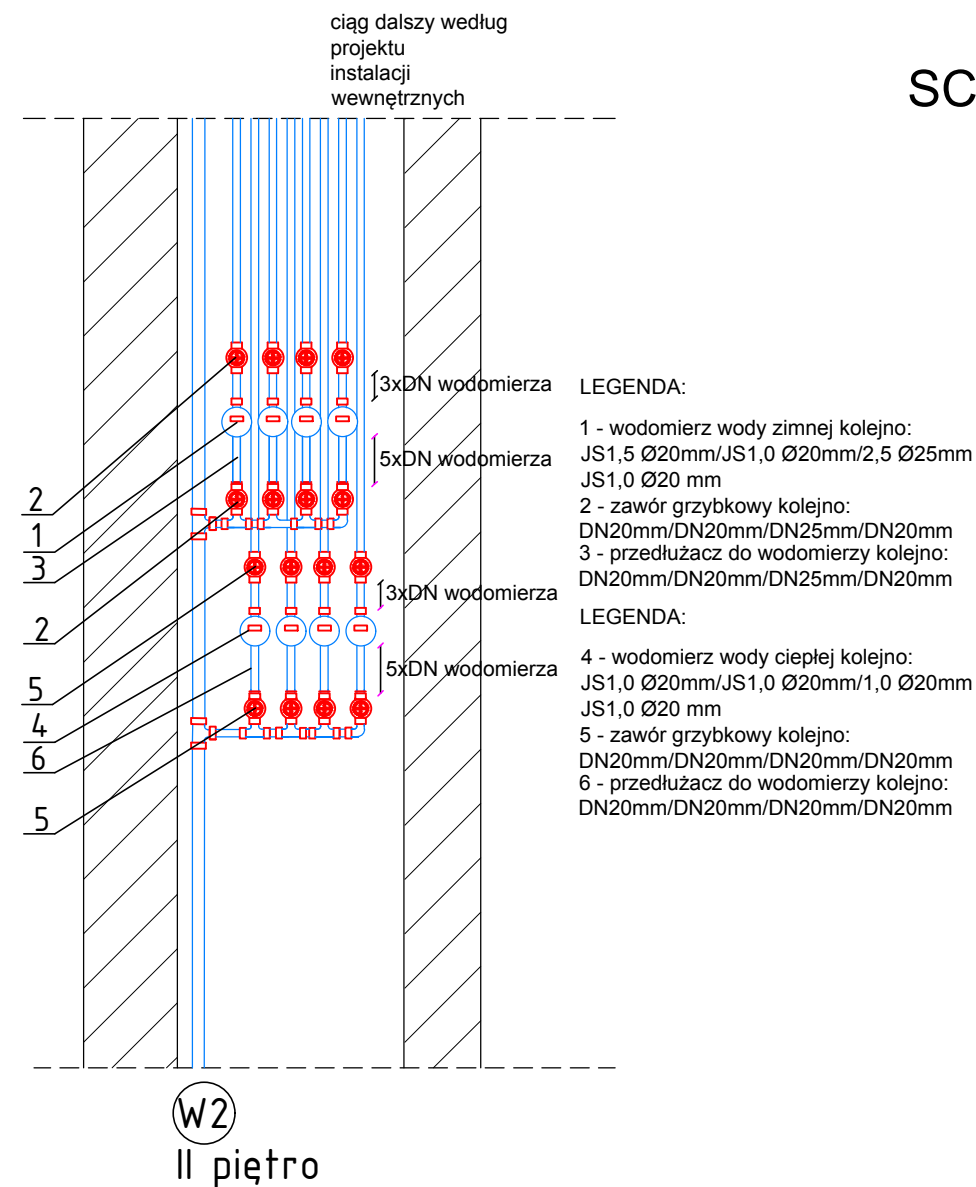 ciąg dalszy według
projektu
instalacji
wewnętrznych
SC
3xDN wodomierza
5xDN wodomierza
2
1
3
2
3xDN wodomierza
5xDN wodomierza
5
4
6
5
LEGENDA:
1 - wodomierz wody zimnej kolejno:
JS1,5 Ø20mm/JS1,0 Ø20mm/2,5 Ø25mm
JS1,0 Ø20 mm
2 - zawór grzybkowy kolejno:
DN20mm/DN20mm/DN25mm/DN20mm
3 - przedłużacz do wodomierzy kolejno:
DN20mm/DN20mm/DN25mm/DN20mm
LEGENDA:
4 - wodomierz wody ciepłej kolejno:
JS1,0 Ø20mm/JS1,0 Ø20mm/1,0 Ø20mm
JS1,0 Ø20 mm
5 - zawór grzybkowy kolejno:
DN20mm/DN20mm/DN20mm/DN20mm
6 - przedłużacz do wodomierzy kolejno:
DN20mm/DN20mm/DN20mm/DN20mm
W2
II piętro